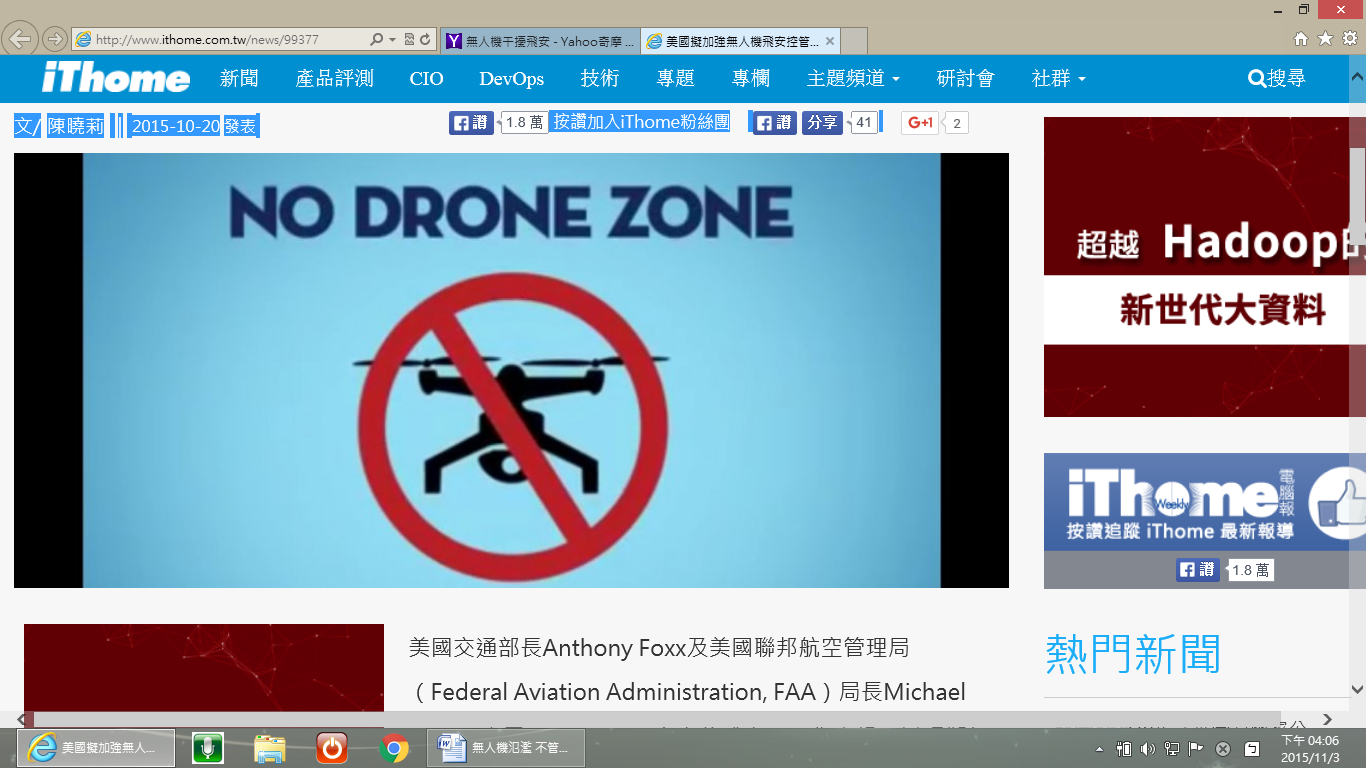 http://www.ithome.com.tw/news/99377
無人機干擾飛安 - Yahoo奇摩 ...
美國擬加強無人機飛安控管...
iThome 新聞 產品評測 CIO DevOps 技術 專題 專欄 主題頻道 研討會 社群 搜尋
文/ 陳曉莉 | 2015-10-20 發表
讚 1.8 萬 按讚加入iThome粉絲團 讚 分享 41 G+1 2
NO DRONE ZONE
超越 Hadoop的
新世代大資料
iThome Weekly 電腦報
按讚追蹤 iThome 最新報導
讚 1.8 萬
美國交通部長Anthony Foxx及美國聯邦航空管理局
（Federal Aviation Administration, FAA）局長Michael
熱門新聞
美國擬加強無人...
無人機氾濫 不管...
下午 04:06
2015/11/3